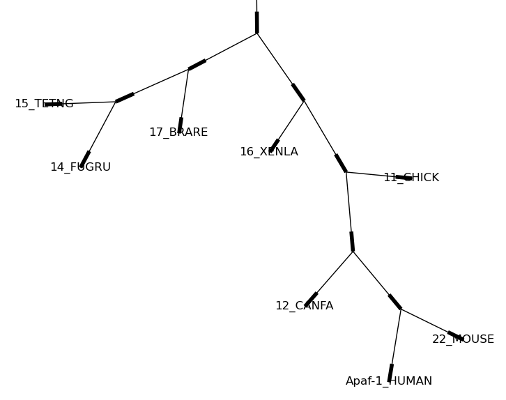 15_TETNG
17_BRARE
16_XENLA
14_FUGRU
11_CHICK
12_CANFA
22_MOUSE
Apaf-1_HUMAN